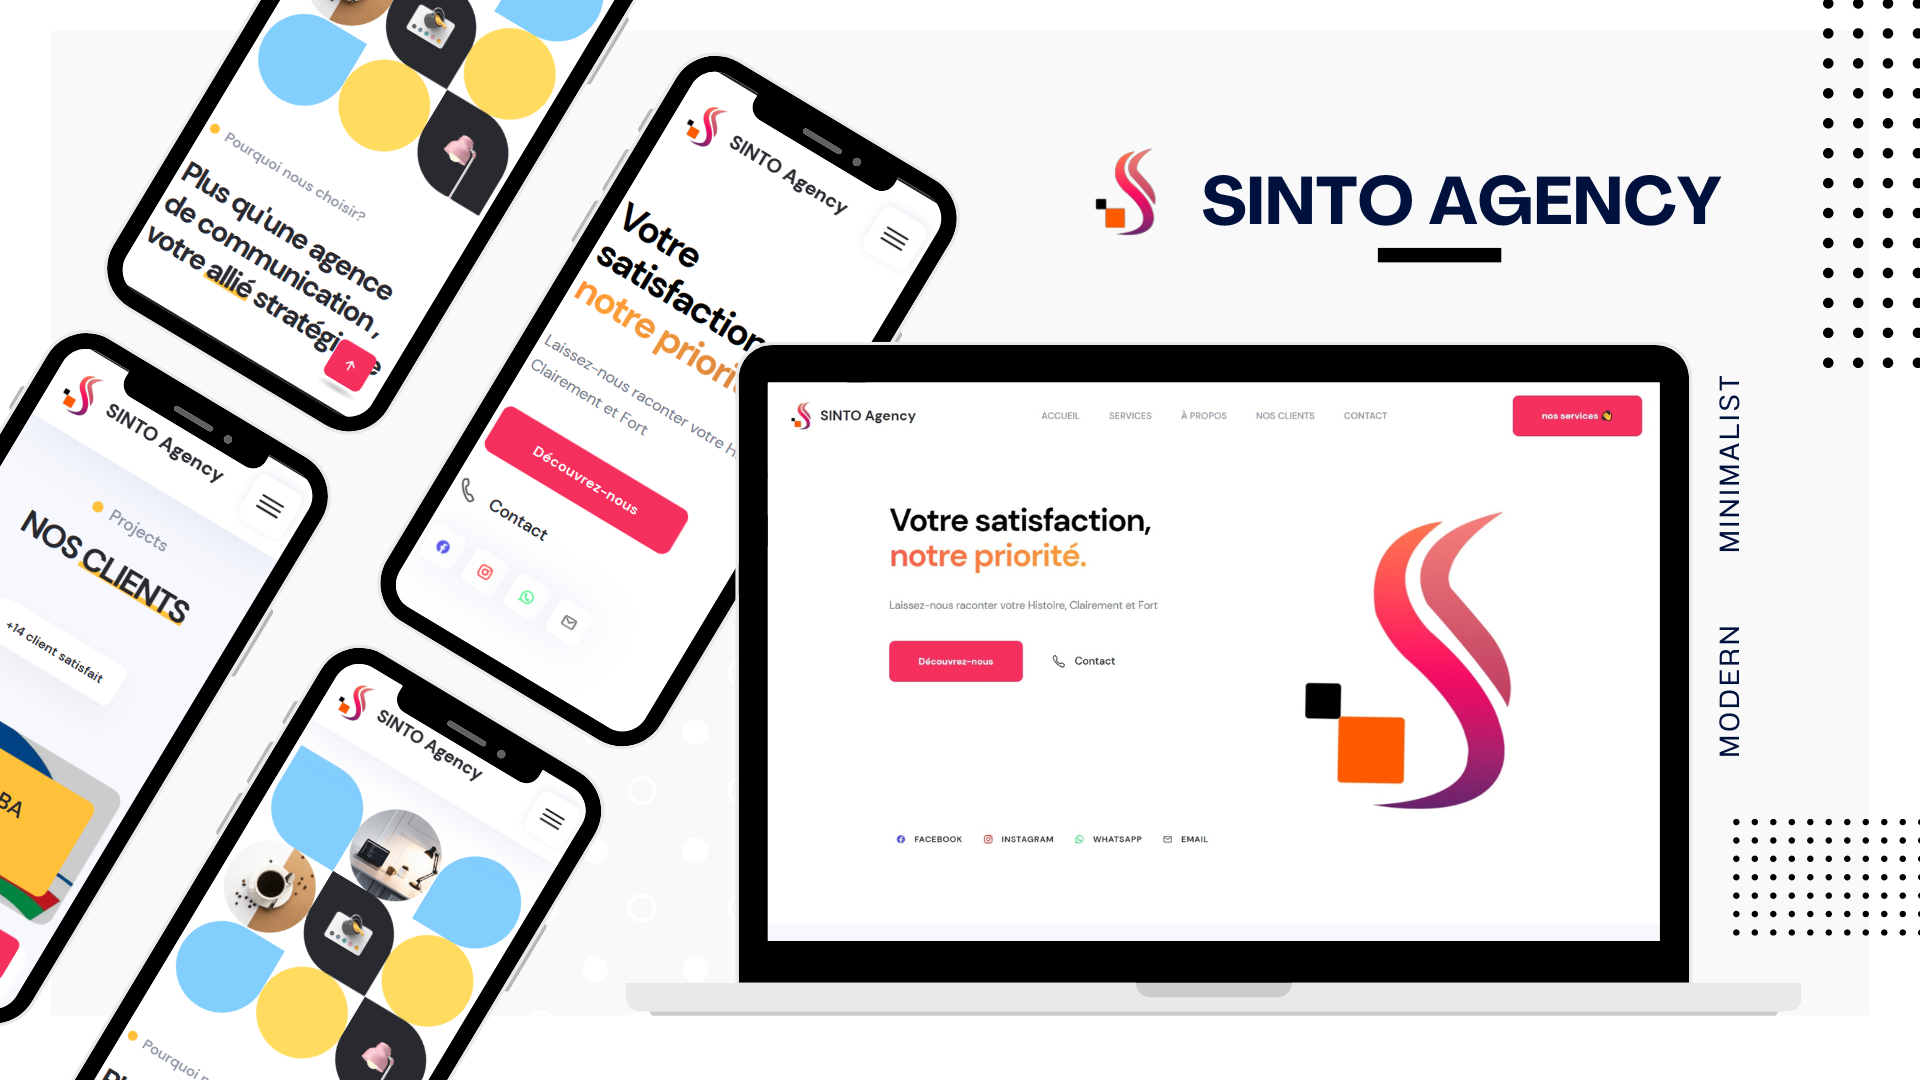 Pourquoi nous choisir?
Plus qu'une agence
de communication,
votre allié
SINTO Agency
Votre
satisfaction,
notre
Laissez-nous raconter votre
Clairement et Fort
Découvrez-nous
Contact
SINTO Agency
Projects
NOS CLIENTS
+14 client satisfait
BA
SINTO Agency
Pourquoi
SINTO AGENCY
SINTO Agency
ACCUEIL SERVICES À PROPOS NOS CLIENTS CONTACT
nos services
Votre satisfaction,
notre priorité.
Laissez-nous raconter votre Histoire, Clairement et Fort
Découvrez-nous
Contact
FACEBOOK INSTAGRAM WHATSAPP EMAIL
MINIMALIST
MODERN